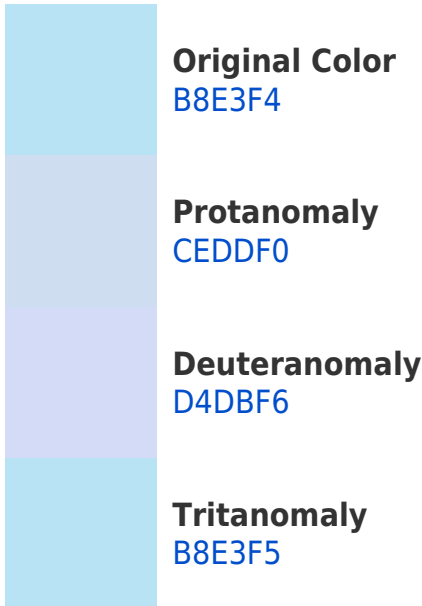 Original Color
B8E3F4
Protanomaly
CEDDF0
Deuteranomaly
D4DBF6
Tritanomaly
B8E3F5